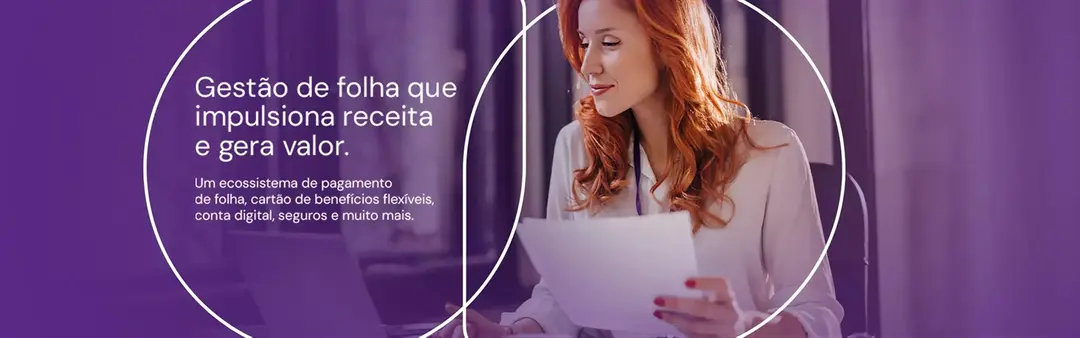 Gestão de folha que
impulsiona receita
e gera valor.
Um ecossistema de pagamento
de folha, cartão de benefícios flexíveis,
conta digital, seguros e muito mais.